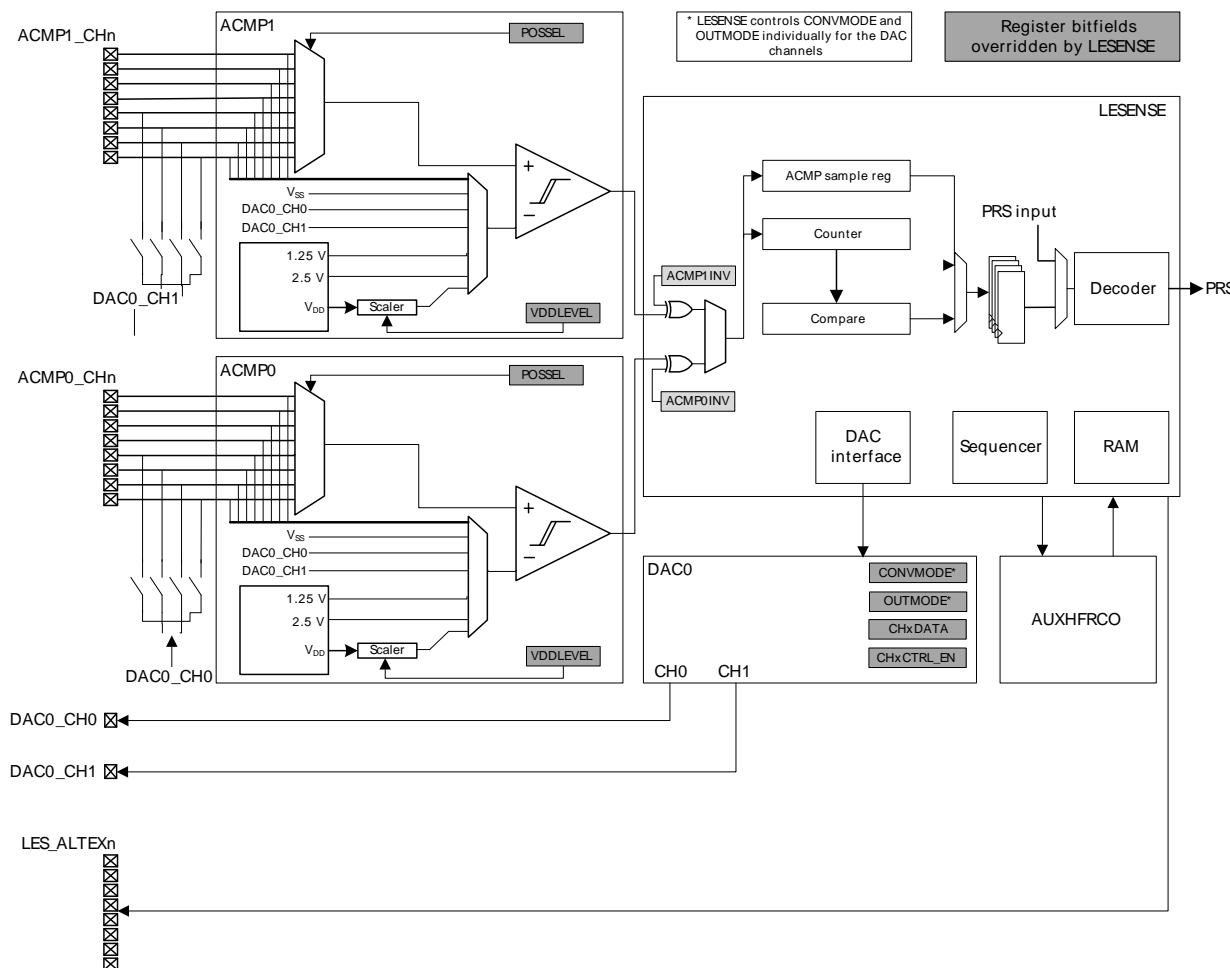 ACMP1_CHn
ACMP1
POSSEL
* LESENSE controls CONVMODE and
OUTMODE individually for the DAC
channels
Register bitfields
overridden by LESENSE
LESENSE
+
−
VSS
DAC0_CH0
DAC0_CH1
1.25 V
2.5 V
VDD
Scaler
VDDLEVEL
DAC0_CH1
ACMP sample reg
Counter
Compare
PRS input
Decoder
PRS
ACMP1INV
ACMP0INV
ACMP0_CHn
ACMP0
POSSEL
+
−
VSS
DAC0_CH0
DAC0_CH1
1.25 V
2.5 V
VDD
Scaler
VDDLEVEL
DAC0_CH0
DAC
interface
Sequencer
RAM
DAC0
CONVMODE*
OUTMODE*
CHxDATA
CHxCTRL_EN
CH0
CH1
AUXHFRCO
DAC0_CH0
DAC0_CH1
LES_ALTEXn